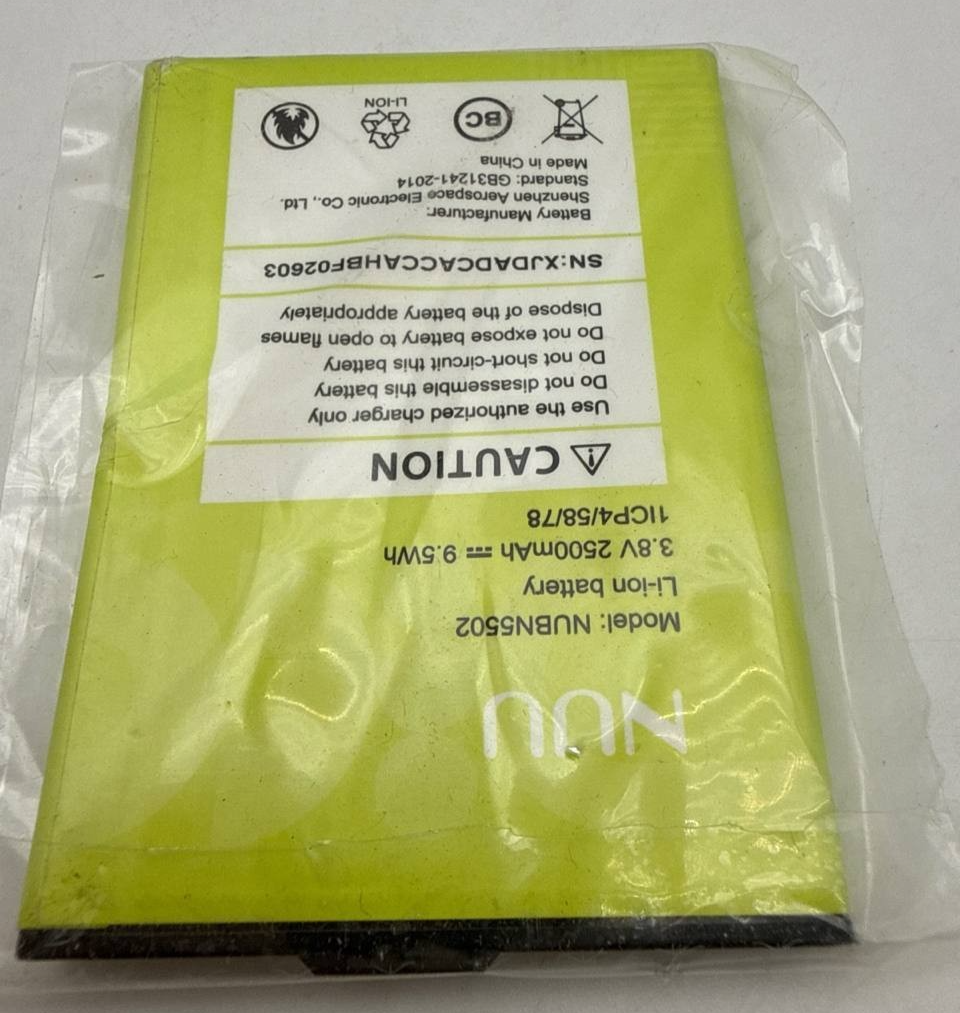 NUU
Model: NUBN5502
Li-ion battery
3.8V 2500mAh ⎓ 9.5Wh
1ICP4/58/78
⚠ CAUTION
Use the authorized charger only
Do not disassemble this battery
Do not short-circuit this battery
Do not expose battery to open flames
Dispose of the battery appropriately
SN:XJDADCACCAHBF02603
Battery Manufacturer:
Shenzhen Aerospace Electronic Co., Ltd.
Standard: GB31241-2014
Made in China
BC
LI-ION